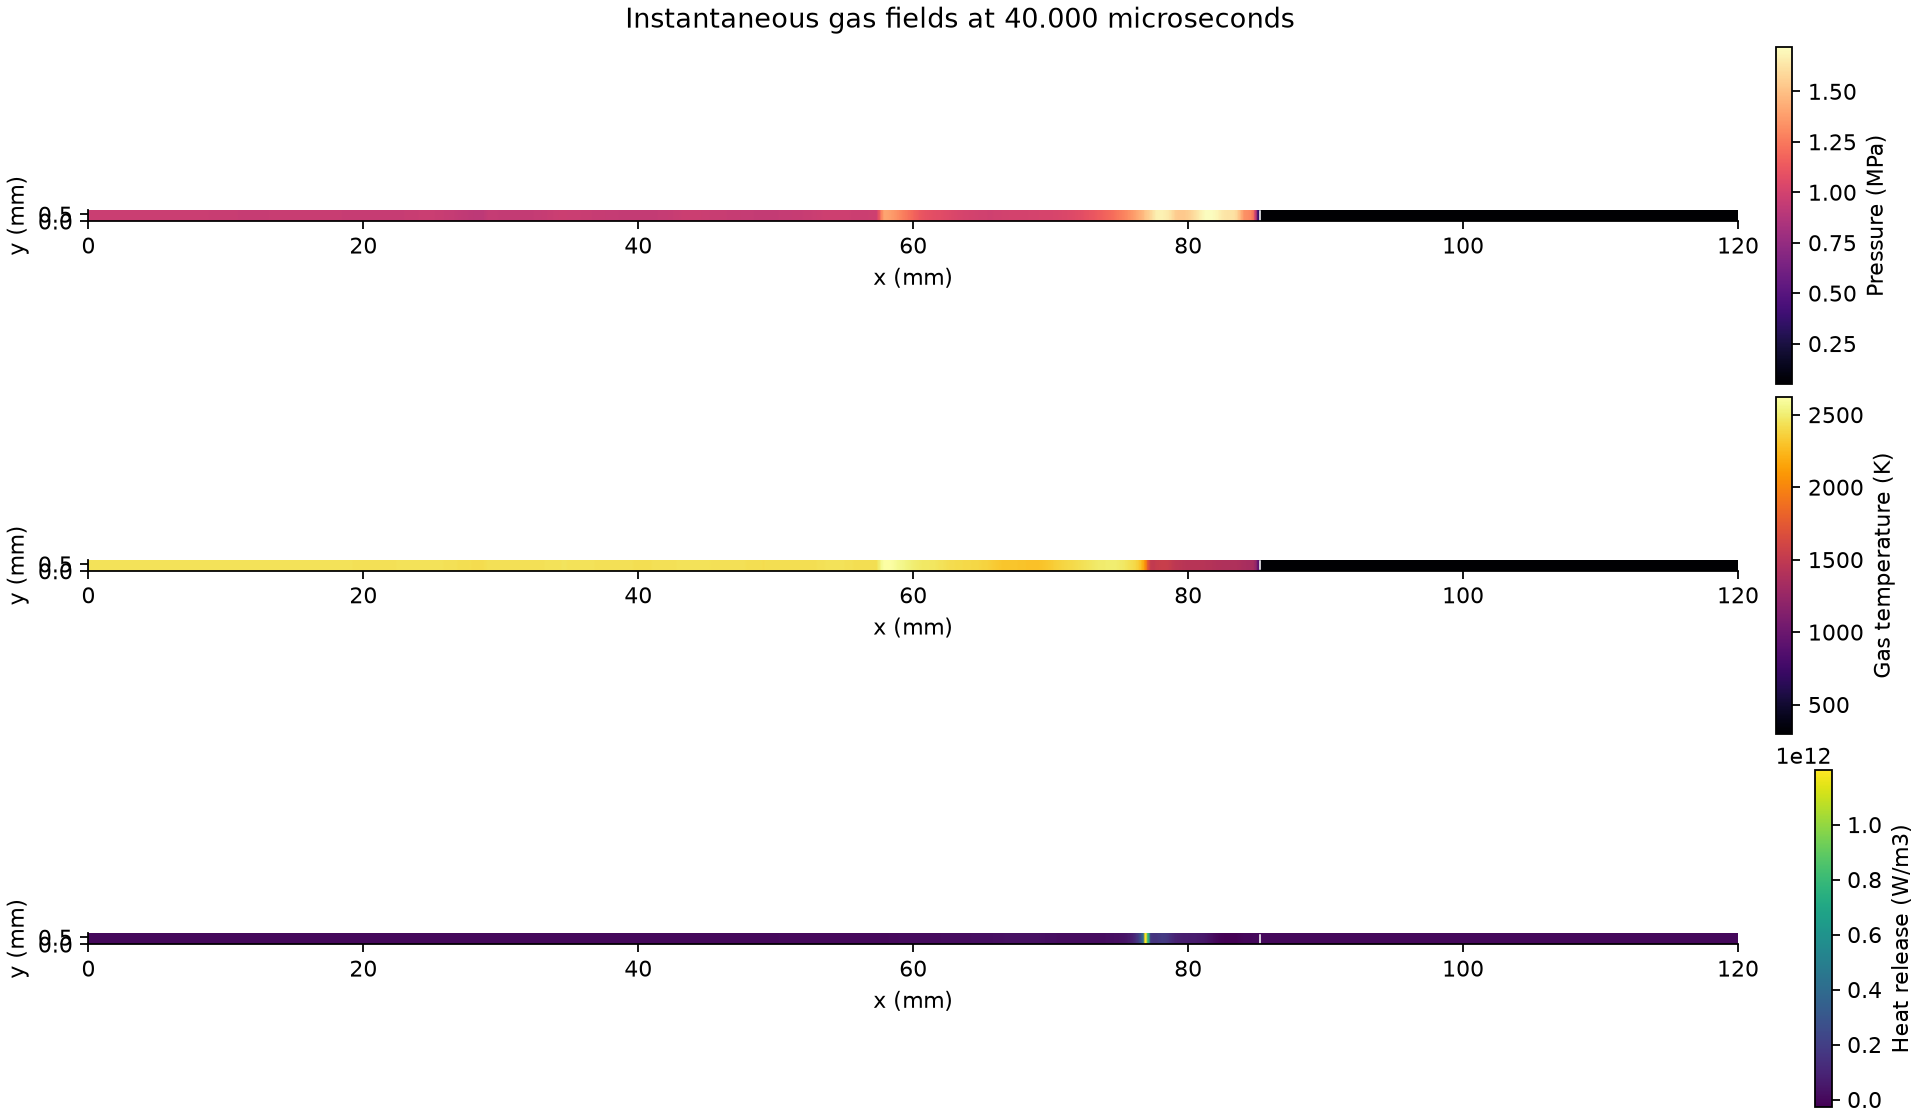 Instantaneous gas fields at 40.000 microseconds
y (mm)
0.5
0.0
0 20 40 60 80 100 120
x (mm)
1.50
1.25
1.00
0.75
0.50
0.25
Pressure (MPa)
y (mm)
0.5
0.0
0 20 40 60 80 100 120
x (mm)
2500
2000
1500
1000
500
Gas temperature (K)
1e12
y (mm)
0.5
0.0
0 20 40 60 80 100 120
x (mm)
1.0
0.8
0.6
0.4
0.2
0.0
Heat release (W/m3)